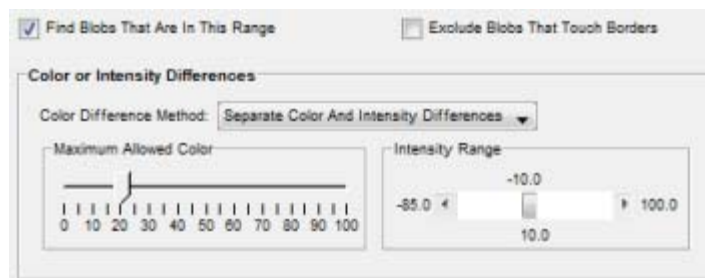 Find Blobs That Are In This Range
Exclude Blobs That Touch Borders
Color or Intensity Differences
Color Difference Method: Separate Color And Intensity Differences
Maximum Allowed Color
0 10 20 30 40 50 60 70 80 90 100
Intensity Range
-10.0
-85.0 100.0
10.0